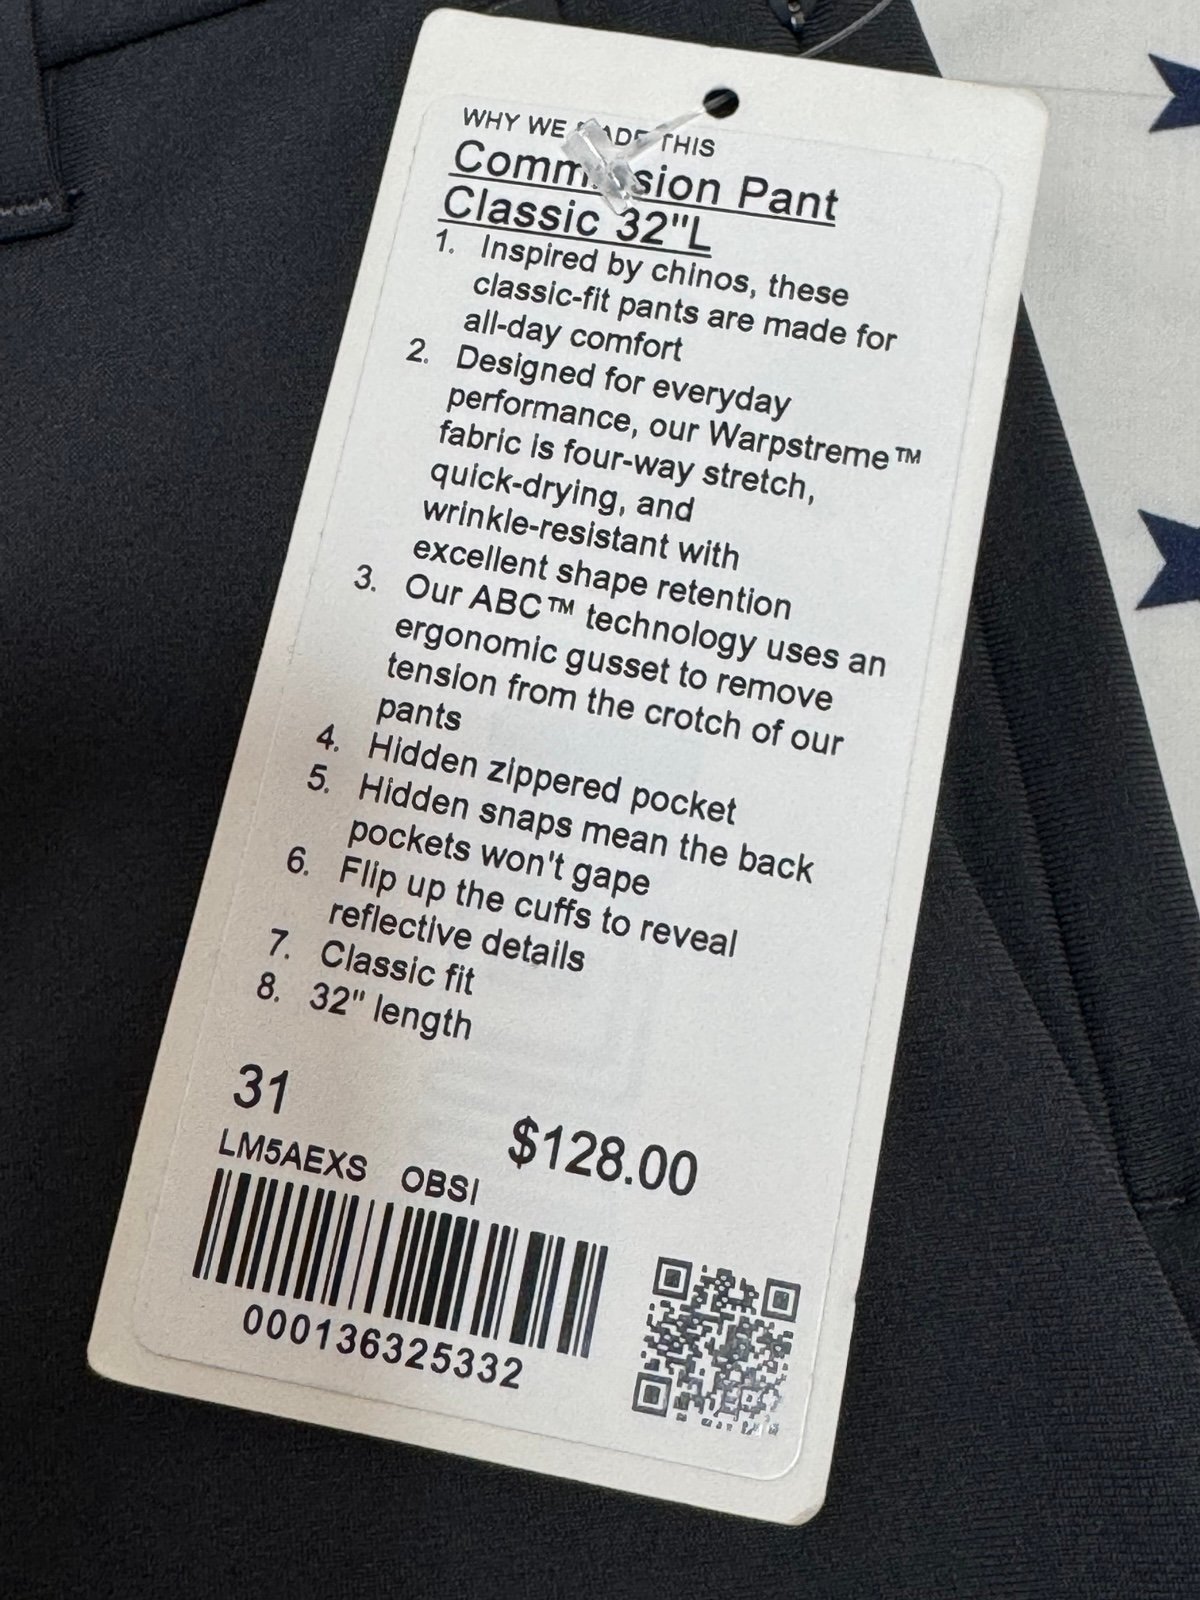 WHY WE MADE THIS
Commission Pant
Classic 32"L
1. Inspired by chinos, these
classic-fit pants are made for
all-day comfort
2. Designed for everyday
performance, our Warpstreme™
fabric is four-way stretch,
quick-drying, and
wrinkle-resistant with
excellent shape retention
3. Our ABC™ technology uses an
ergonomic gusset to remove
tension from the crotch of our
pants
4. Hidden zippered pocket
5. Hidden snaps mean the back
pockets won't gape
6. Flip up the cuffs to reveal
reflective details
7. Classic fit
8. 32" length
31
$128.00
LM5AEXS OBSI
000136325332